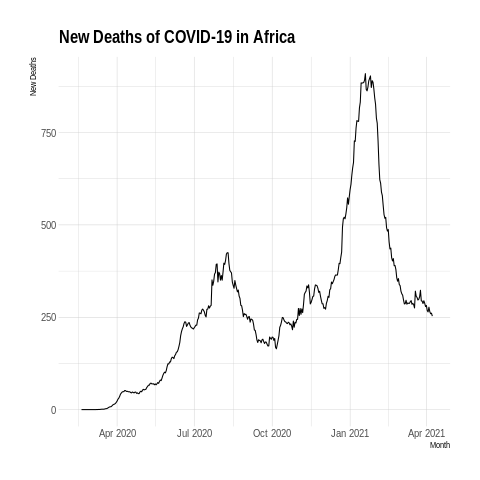 New Deaths of COVID-19 in Africa
New Deaths
750
500
250
0
Apr 2020
Jul 2020
Oct 2020
Jan 2021
Apr 2021
Month